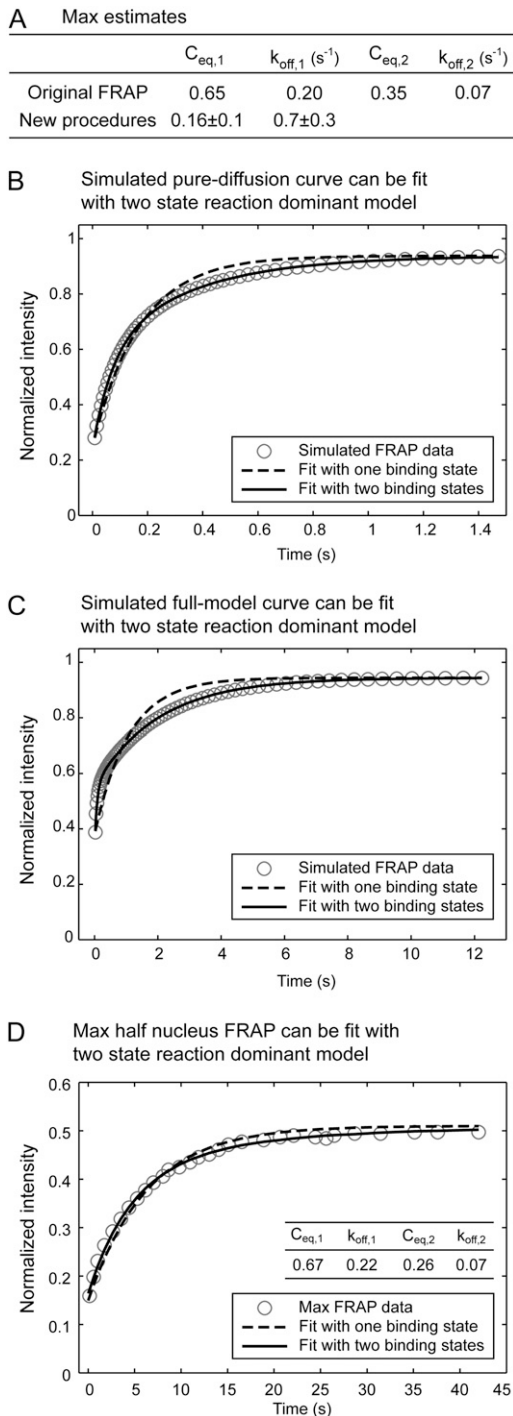 A Max estimates
C_eq,1 k_off,1 (s⁻¹) C_eq,2 k_off,2 (s⁻¹)
Original FRAP 0.65 0.20 0.35 0.07
New procedures 0.16±0.1 0.7±0.3
B Simulated pure-diffusion curve can be fit
with two state reaction dominant model
Normalized intensity
1
0.8
0.6
0.4
0.2
0
Simulated FRAP data
Fit with one binding state
Fit with two binding states
0 0.2 0.4 0.6 0.8 1 1.2 1.4
Time (s)
C Simulated full-model curve can be fit
with two state reaction dominant model
Normalized intensity
1
0.8
0.6
0.4
0.2
0
Simulated FRAP data
Fit with one binding state
Fit with two binding states
0 2 4 6 8 10 12
Time (s)
D Max half nucleus FRAP can be fit with
two state reaction dominant model
Normalized intensity
0.6
0.5
0.4
0.3
0.2
0.1
0
C_eq,1 k_off,1 C_eq,2 k_off,2
0.67 0.22 0.26 0.07
Max FRAP data
Fit with one binding state
Fit with two binding states
0 5 10 15 20 25 30 35 40 45
Time (s)